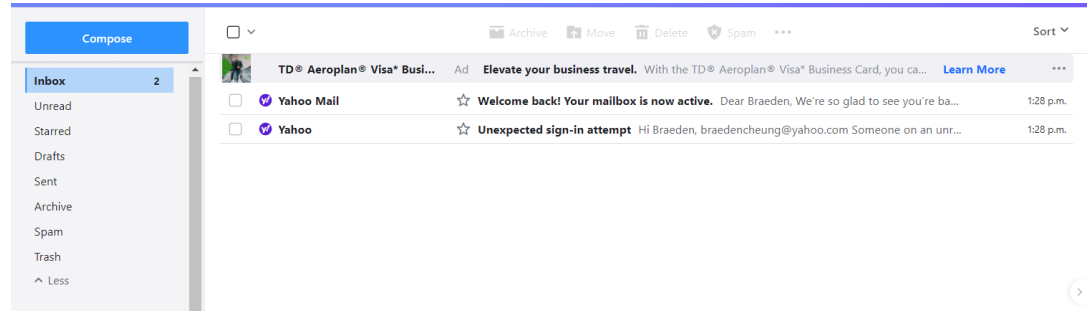 Compose
Archive Move Delete Spam
Sort
Inbox 2
Unread
Starred
Drafts
Sent
Archive
Spam
Trash
Less
TD® Aeroplan® Visa* Busi... Ad Elevate your business travel. With the TD® Aeroplan® Visa* Business Card, you ca... Learn More
Yahoo Mail Welcome back! Your mailbox is now active. Dear Braeden, We're so glad to see you're ba... 1:28 p.m.
Yahoo Unexpected sign-in attempt Hi Braeden, braedencheung@yahoo.com Someone on an unr... 1:28 p.m.